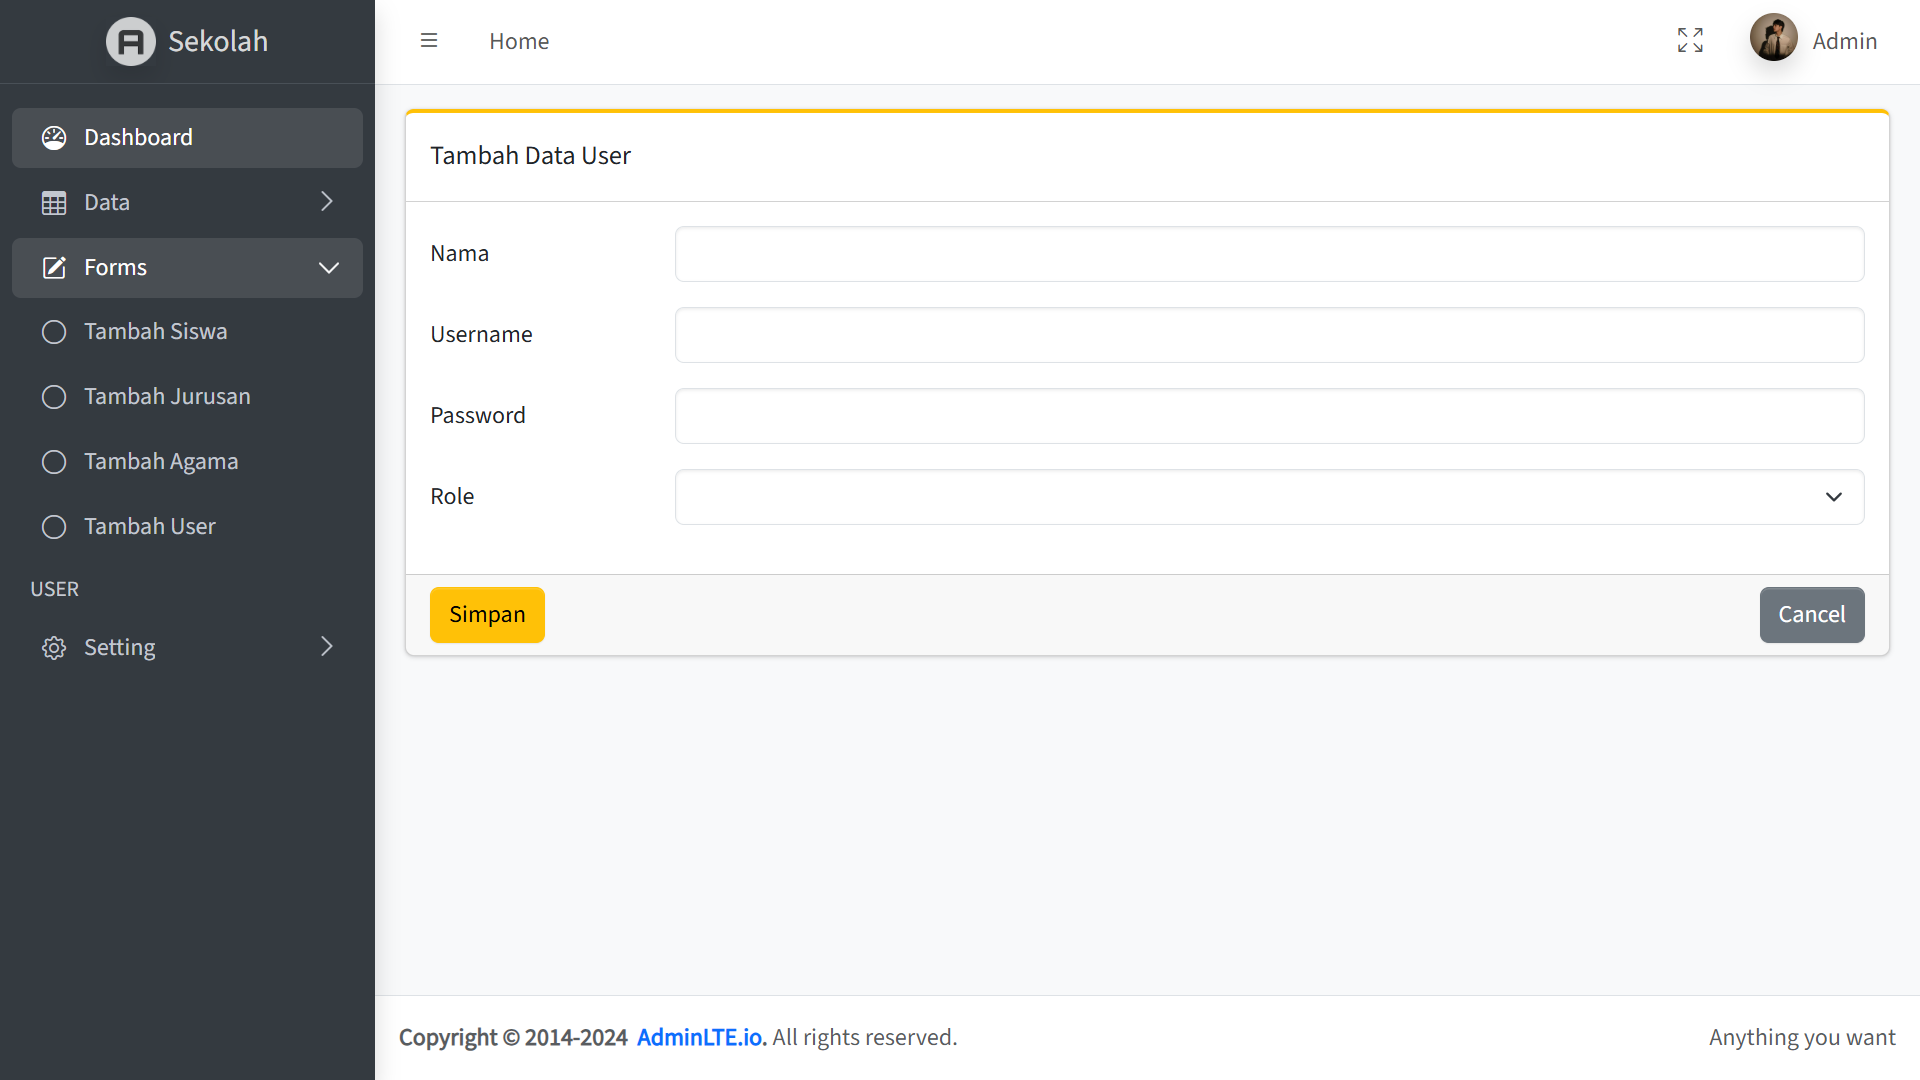 Sekolah
Home
Admin
Dashboard
Data
Forms
Tambah Siswa
Tambah Jurusan
Tambah Agama
Tambah User
USER
Setting
Tambah Data User
Nama
Username
Password
Role
Simpan
Cancel
Copyright © 2014-2024 AdminLTE.io. All rights reserved.
Anything you want